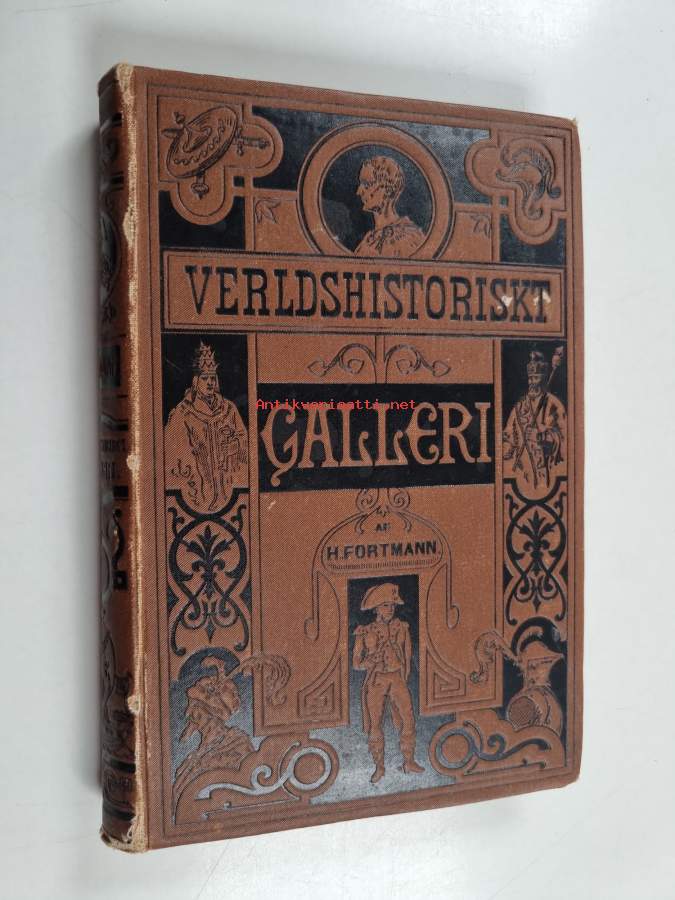 VERLDSHISTORISKT
Antikvariaatti.net
GALLERI
AF
H. FORTMANN.